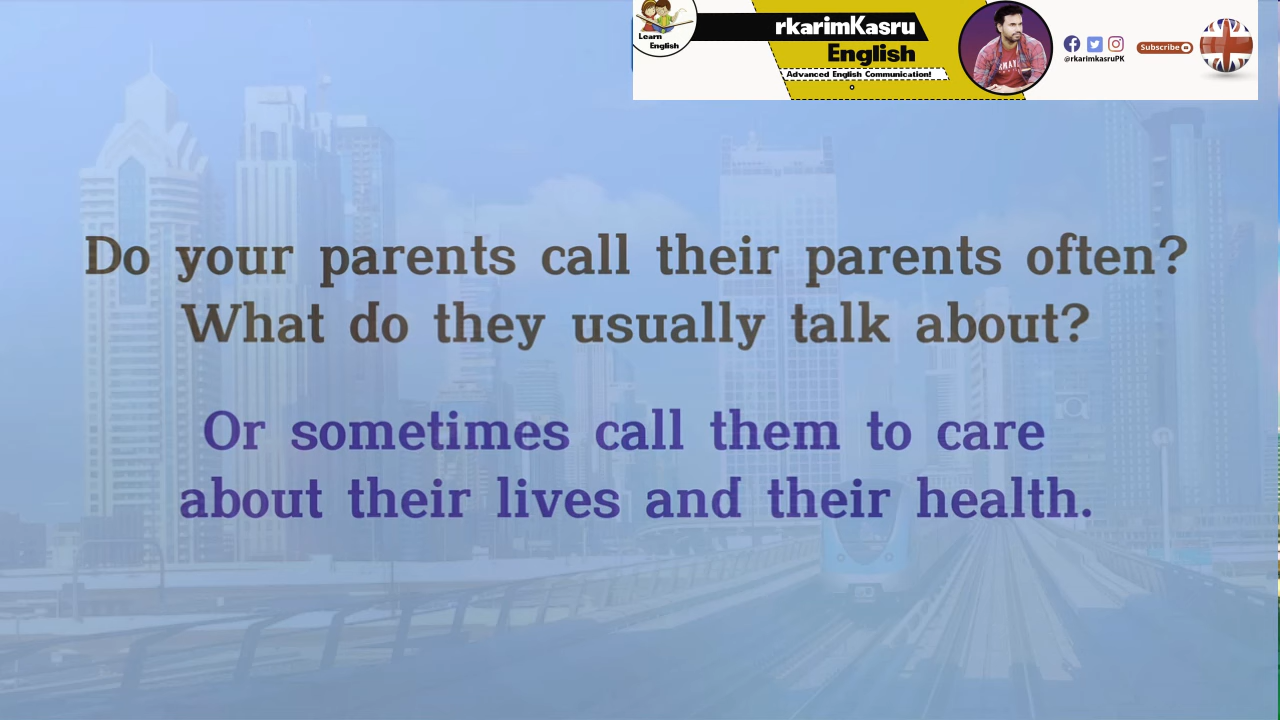 Learn
English
rkarimKasru
English
Advanced English Communication!
@rkarimkasruPK
Subscribe
Do your parents call their parents often?
What do they usually talk about?
Or sometimes call them to care
about their lives and their health.